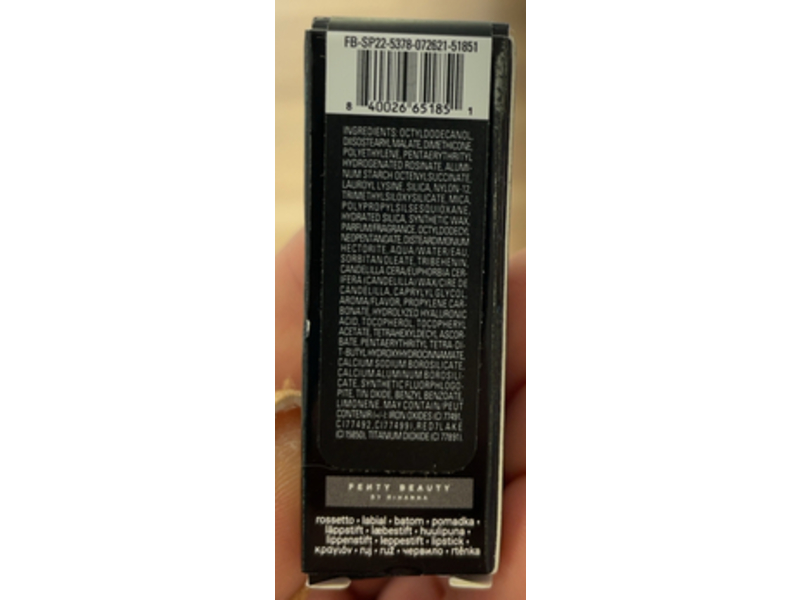 FB-SP22-5378-072621-51851
8 40026 65185 1
INGREDIENTS: OCTYLDODECANOL,
DIISOSTEARYL MALATE, DIMETHICONE,
POLYETHYLENE, PENTAERYTHRITYL
HYDROGENATED ROSINATE, ALUMI-
NUM STARCH OCTENYLSUCCINATE,
LAUROYL LYSINE, SILICA, NYLON-12,
TRIMETHYLSILOXYSILICATE, MICA,
POLYPROPYLSILSESQUIOXANE,
HYDRATED SILICA, SYNTHETIC WAX,
PARFUM/FRAGRANCE, OCTYLDODECYL
NEOPENTANOATE, DISTEARDIMONIUM
HECTORITE, AQUA/WATER/EAU,
SORBITAN OLEATE, TRIBEHENIN,
CANDELILLA CERA/EUPHORBIA CER-
IFERA (CANDELILLA) WAX/CIRE DE
CANDELILLA, CAPRYLYL GLYCOL,
AROMA/FLAVOR, PROPYLENE CAR-
BONATE, HYDROLYZED HYALURONIC
ACID, TOCOPHEROL, TOCOPHERYL
ACETATE, TETRAHEXYLDECYL ASCOR-
BATE, PENTAERYTHRITYL TETRA-DI-
T-BUTYL HYDROXYHYDROCINNAMATE,
CALCIUM SODIUM BOROSILICATE,
CALCIUM ALUMINUM BOROSILI-
CATE, SYNTHETIC FLUORPHLOGO-
PITE, TIN OXIDE, BENZYL BENZOATE,
LIMONENE, MAY CONTAIN/PEUT
CONTENIR (+/-): IRON OXIDES (CI 77491,
CI 77492, CI 77499), RED 7 LAKE
(CI 15850), TITANIUM DIOXIDE (CI 77891).
FENTY BEAUTY
BY RIHANNA
rossetto • labial • batom • pomadka •
läppstift • læbestift • huulipuna •
lippenstift • leppestift • lipstick •
κραγιόν • ruj • ruž • червило • rtěnka